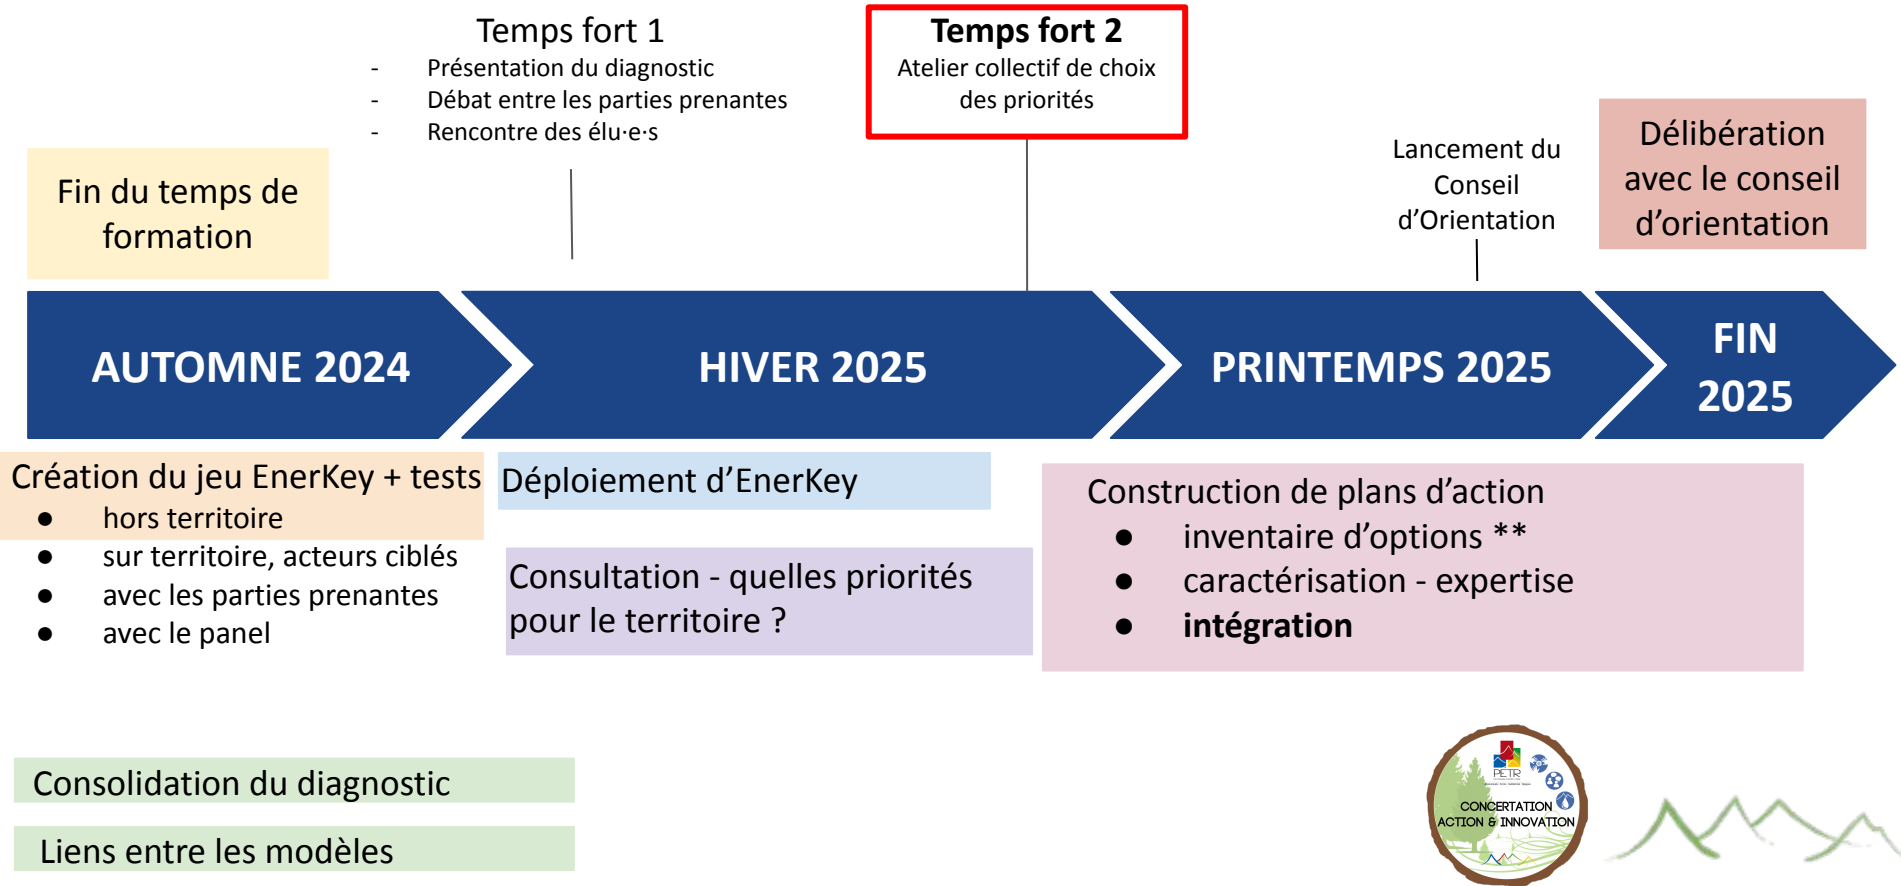 Temps fort 1
- Présentation du diagnostic
- Débat entre les parties prenantes
- Rencontre des élu·e·s
Temps fort 2
Atelier collectif de choix
des priorités
Fin du temps de
formation
Lancement du
Conseil
d’Orientation
Délibération
avec le conseil
d’orientation
AUTOMNE 2024
HIVER 2025
PRINTEMPS 2025
FIN
2025
Création du jeu EnerKey + tests
● hors territoire
● sur territoire, acteurs ciblés
● avec les parties prenantes
● avec le panel
Déploiement d’EnerKey
Consultation - quelles priorités
pour le territoire ?
Construction de plans d’action
● inventaire d’options **
● caractérisation - expertise
● intégration
Consolidation du diagnostic
Liens entre les modèles
PETR
CONCERTATION
ACTION & INNOVATION